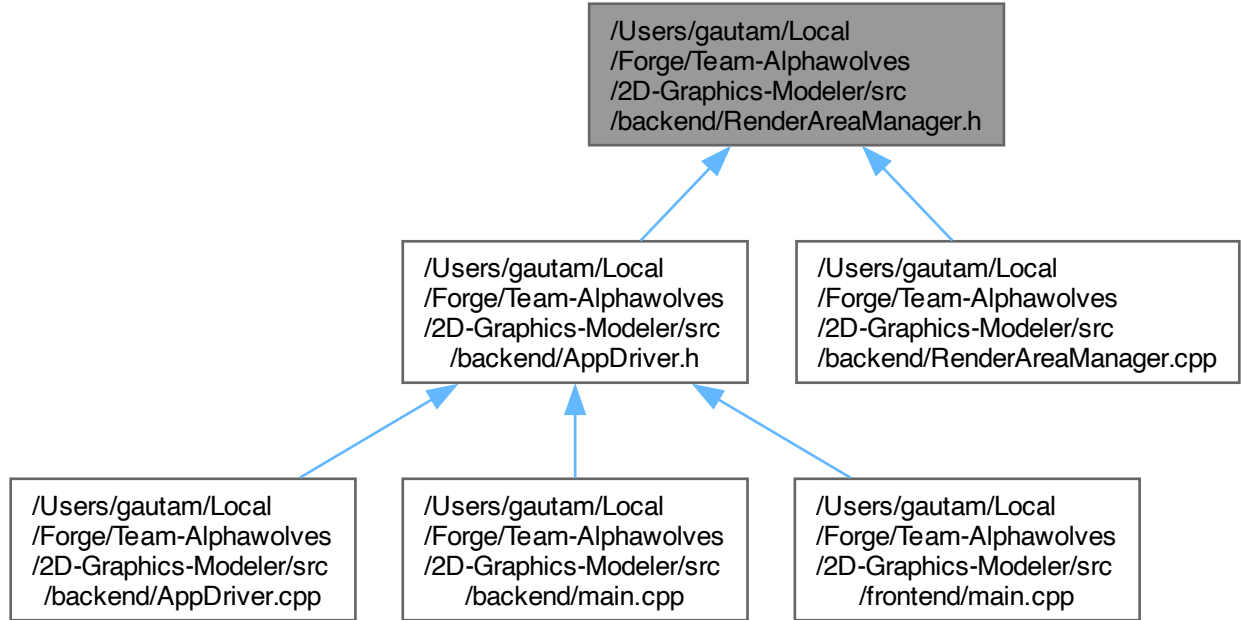 /Users/gautam/Local
/Forge/Team-Alphawolves
/2D-Graphics-Modeler/src
/backend/RenderAreaManager.h
/Users/gautam/Local
/Forge/Team-Alphawolves
/2D-Graphics-Modeler/src
/backend/AppDriver.h
/Users/gautam/Local
/Forge/Team-Alphawolves
/2D-Graphics-Modeler/src
/backend/RenderAreaManager.cpp
/Users/gautam/Local
/Forge/Team-Alphawolves
/2D-Graphics-Modeler/src
/backend/AppDriver.cpp
/Users/gautam/Local
/Forge/Team-Alphawolves
/2D-Graphics-Modeler/src
/backend/main.cpp
/Users/gautam/Local
/Forge/Team-Alphawolves
/2D-Graphics-Modeler/src
/frontend/main.cpp